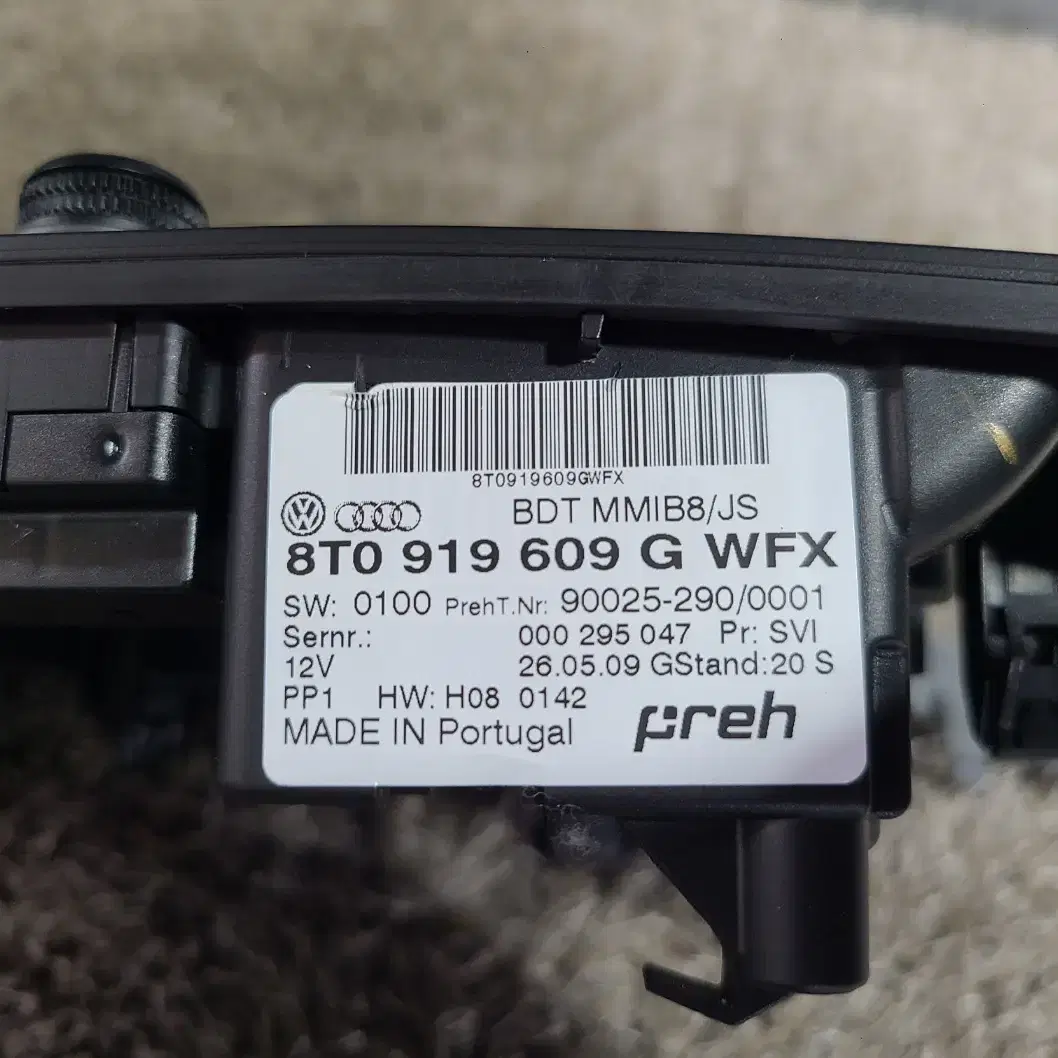 8T0919609GWFX
BDT MMIB8/JS
8T0 919 609 G WFX
SW: 0100 PrehT.Nr: 90025-290/0001
Sernr.: 000 295 047 Pr: SVI
12V 26.05.09 GStand:20 S
PP1 HW: H08 0142
MADE IN Portugal preh